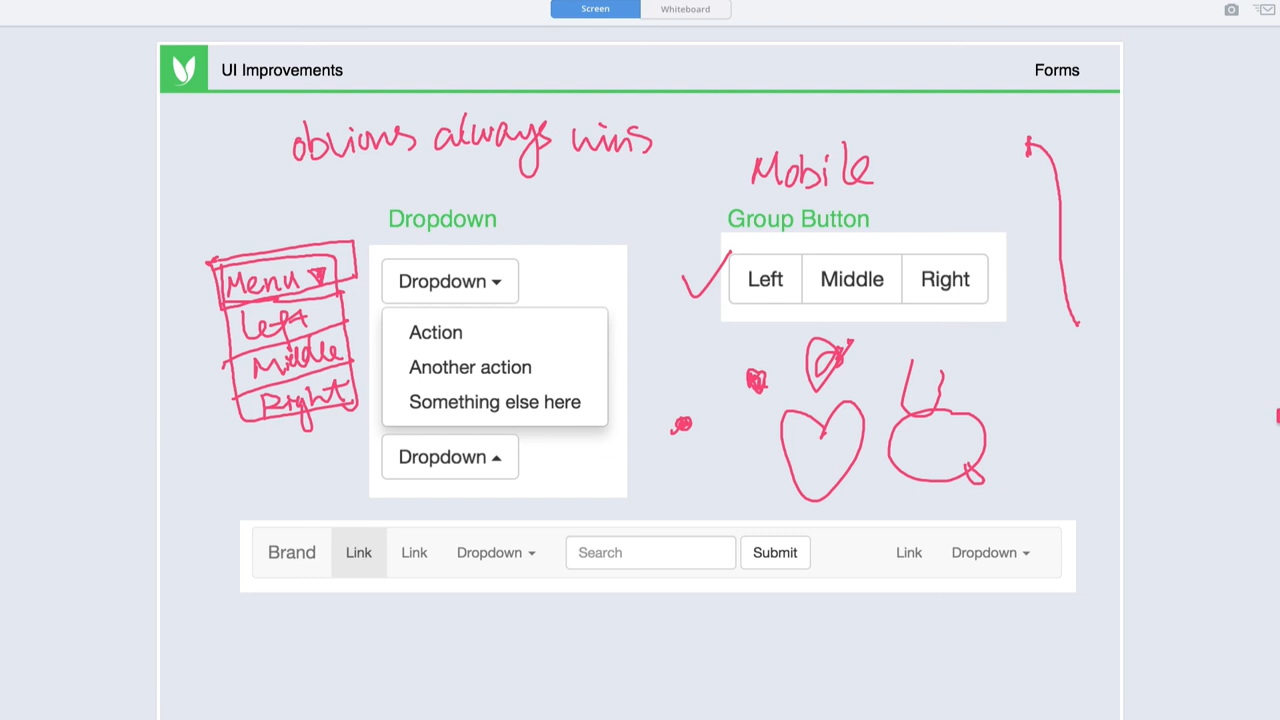 Screen Whiteboard
UI Improvements
Forms
obvious always wins
Mobile
Dropdown
Group Button
Menu
Left
Middle
Right
Dropdown
Action
Another action
Something else here
Dropdown
Left Middle Right
Brand Link Link Dropdown Search Submit Link Dropdown